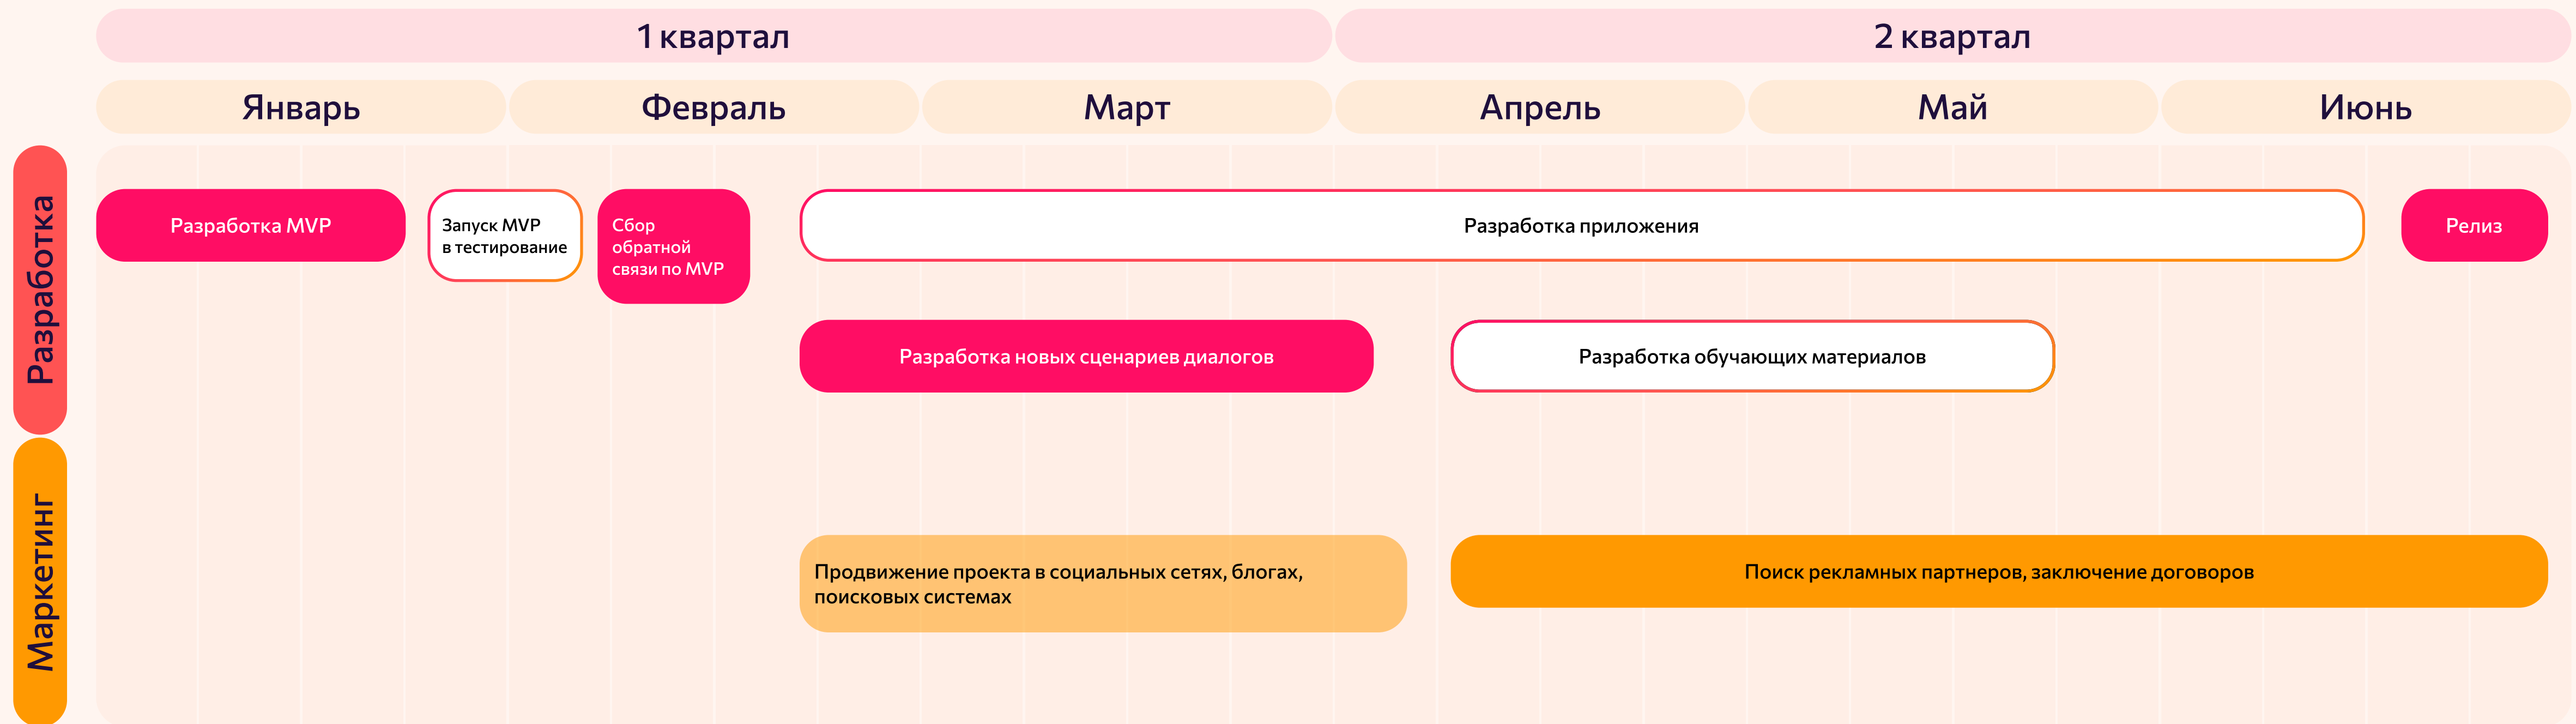 1 квартал
2 квартал
Январь
Февраль
Март
Апрель
Май
Июнь
Разработка
Разработка MVP
Запуск MVP
в тестирование
Сбор
обратной
связи по MVP
Разработка приложения
Релиз
Разработка новых сценариев диалогов
Разработка обучающих материалов
Маркетинг
Продвижение проекта в социальных сетях, блогах,
поисковых системах
Поиск рекламных партнеров, заключение договоров